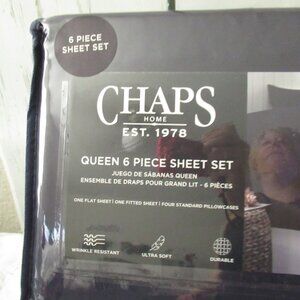 6 PIECE
SHEET SET
CHAPS
HOME
EST. 1978
QUEEN 6 PIECE SHEET SET
JUEGO DE SÁBANAS QUEEN
ENSEMBLE DE DRAPS POUR GRAND LIT - 6 PIÈCES
ONE FLAT SHEET | ONE FITTED SHEET | FOUR STANDARD PILLOWCASES
WRINKLE RESISTANT
ULTRA SOFT
DURABLE